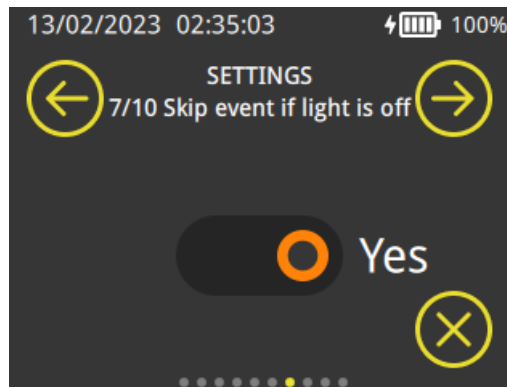 13/02/2023 02:35:03 100%
SETTINGS
7/10 Skip event if light is off
Yes